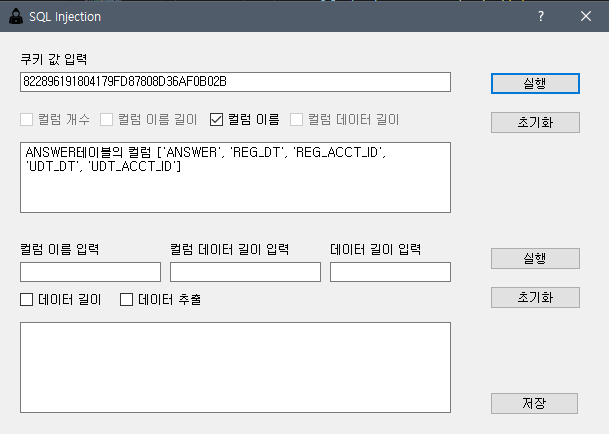 SQL Injection
쿠키 값 입력
822896191804179FD87808D36AF0B02B
실행
컬럼 개수 컬럼 이름 길이 컬럼 이름 컬럼 데이터 길이
초기화
ANSWER테이블의 컬럼 ['ANSWER', 'REG_DT', 'REG_ACCT_ID',
'UDT_DT', 'UDT_ACCT_ID']
컬럼 이름 입력 컬럼 데이터 길이 입력 데이터 길이 입력
실행
데이터 길이 데이터 추출
초기화
저장